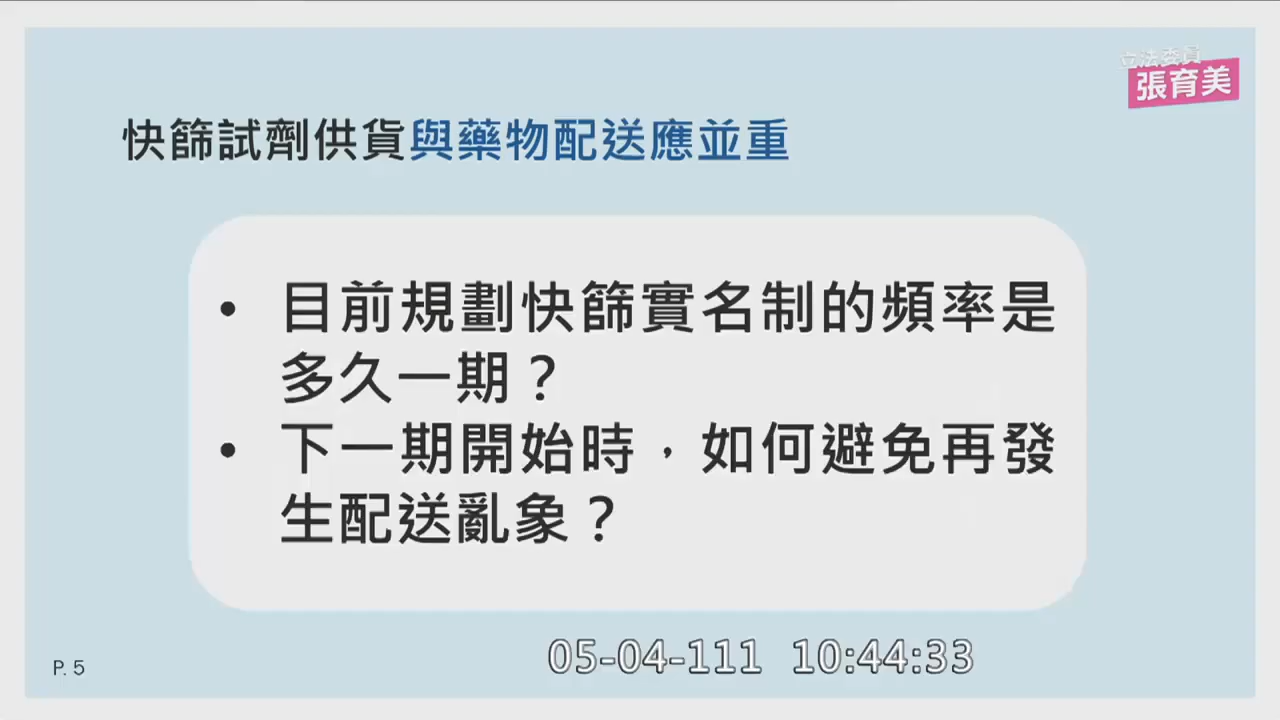 立法委員
張育美
快篩試劑供貨與藥物配送應並重
• 目前規劃快篩實名制的頻率是
多久一期？
• 下一期開始時，如何避免再發
生配送亂象？
P. 5
05-04-111 10:44:33